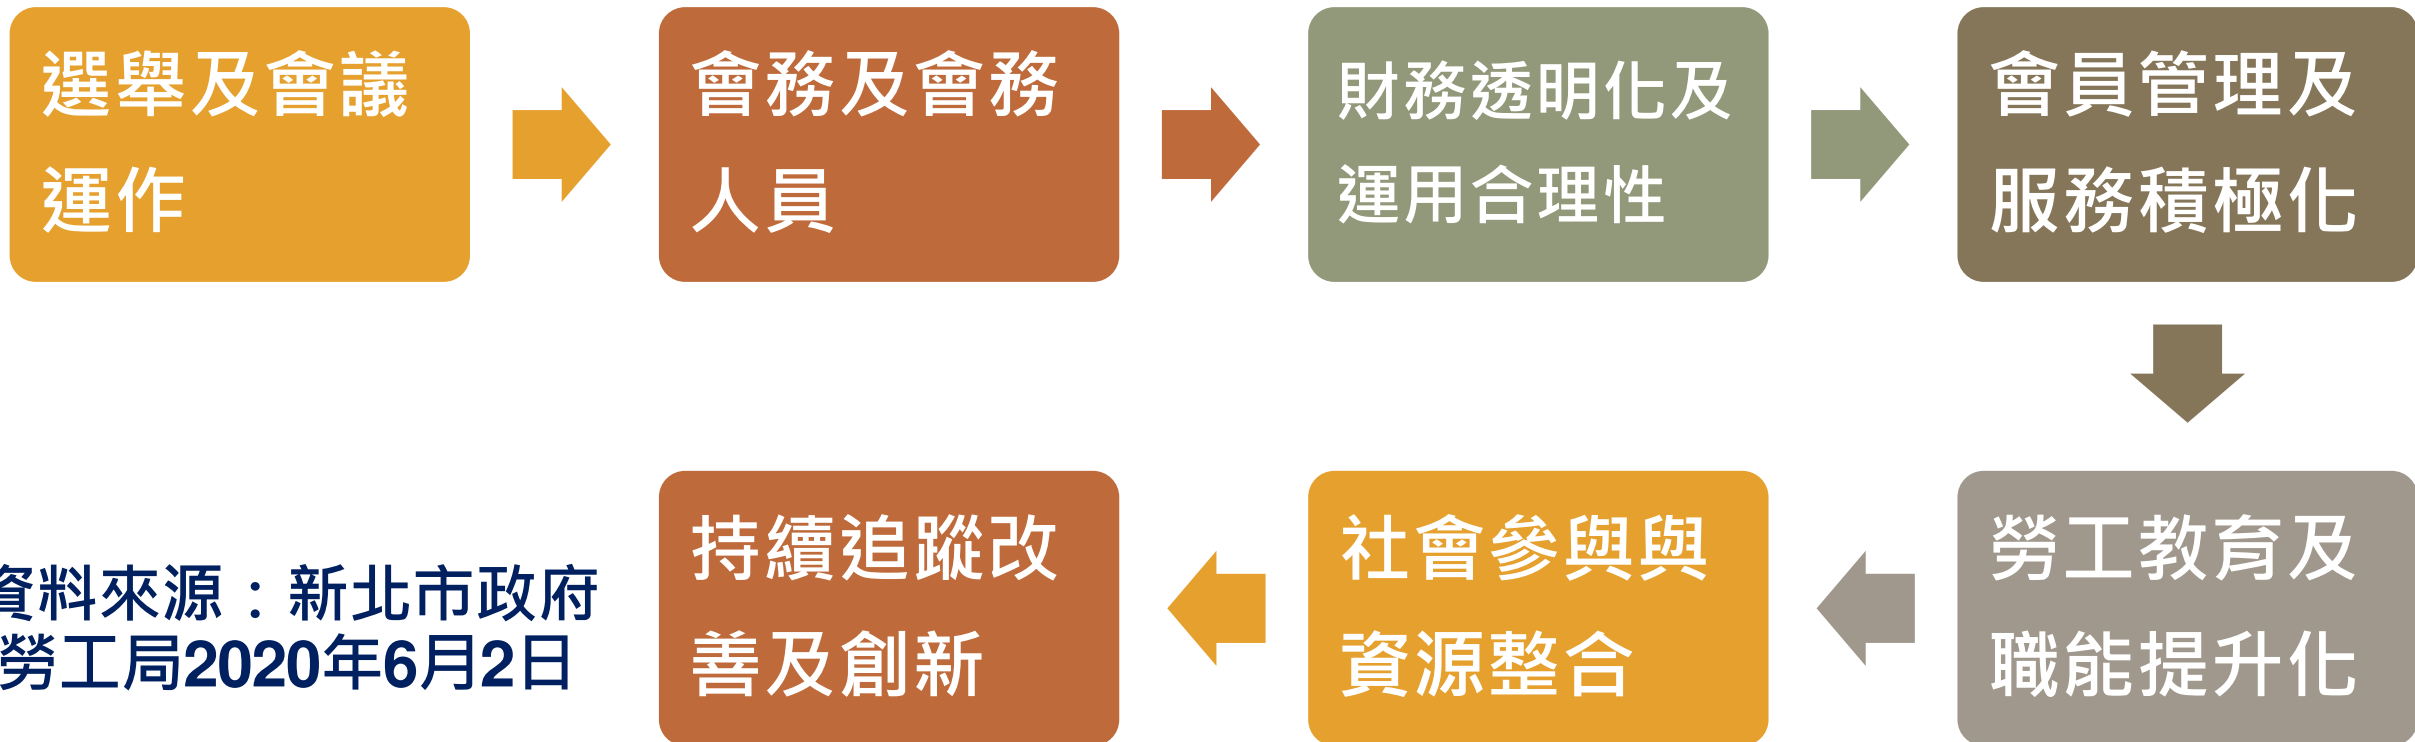 選舉及會議
運作
會務及會務
人員
財務透明化及
運用合理性
會員管理及
服務積極化
勞工教育及
職能提升化
社會參與與
資源整合
持續追蹤改
善及創新
資料來源：新北市政府
勞工局2020年6月2日